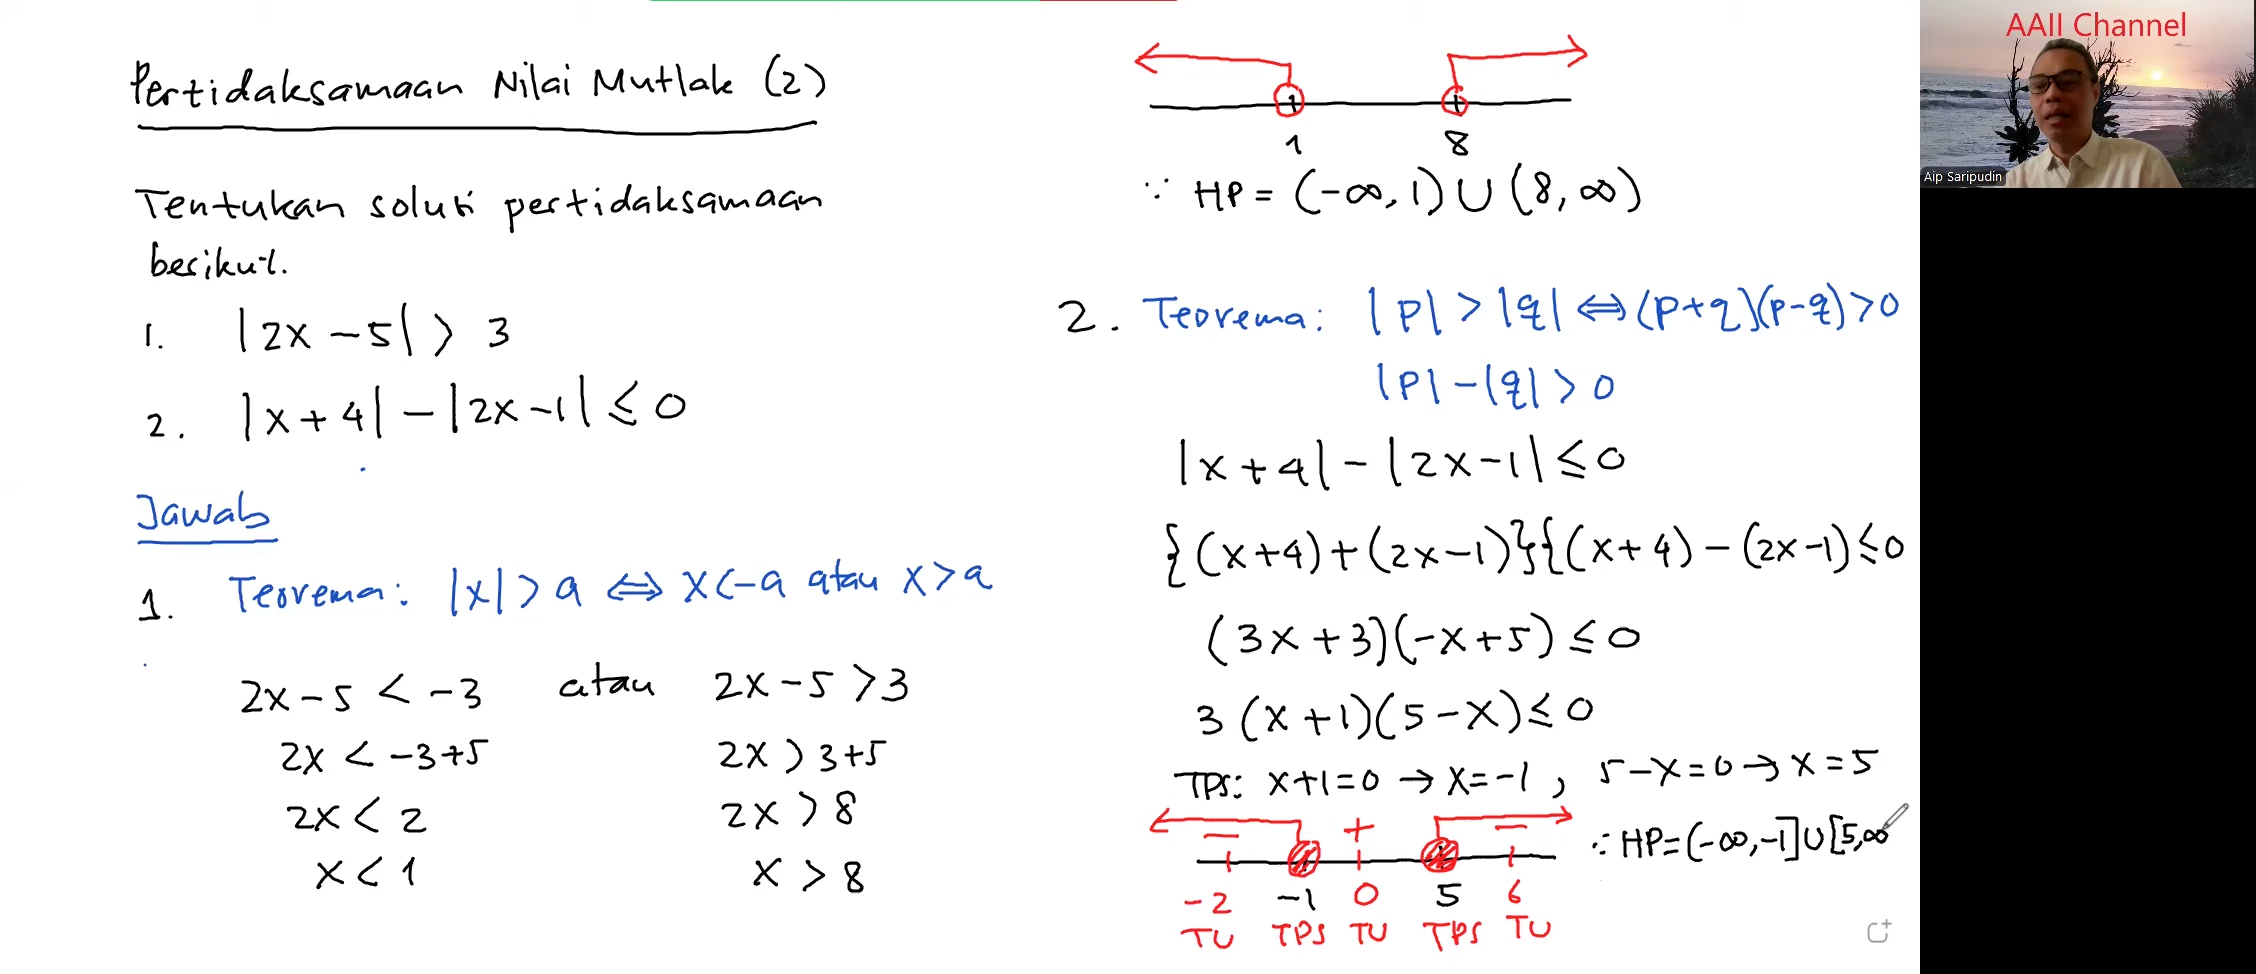 Pertidaksamaan Nilai Mutlak (2)
Tentukan solusi pertidaksamaan
berikut.
1. |2x - 5| > 3
2. |x + 4| - |2x - 1| ≤ 0
Jawab
1. Teorema: |x| > a ⇔ x < -a atau x > a
2x - 5 < -3 atau 2x - 5 > 3
2x < -3+5 2x > 3+5
2x < 2 2x > 8
x < 1 x > 8
1 8
∵ HP = (-∞, 1) ∪ (8, ∞)
2. Teorema: |p| > |q| ⇔ (p+q)(p-q) > 0
|p| - |q| > 0
|x + 4| - |2x - 1| ≤ 0
{(x+4) + (2x-1)}{(x+4) - (2x-1) ≤ 0
(3x + 3)(-x + 5) ≤ 0
3 (x + 1)(5 - x) ≤ 0
TPS: x+1=0 → x=-1 , 5-x=0 → x=5
- + -
-2 -1 0 5 6
TU TPS TU TPS TU
∴ HP = (-∞, -1] ∪ [5, ∞
AAII Channel
Aip Saripudin